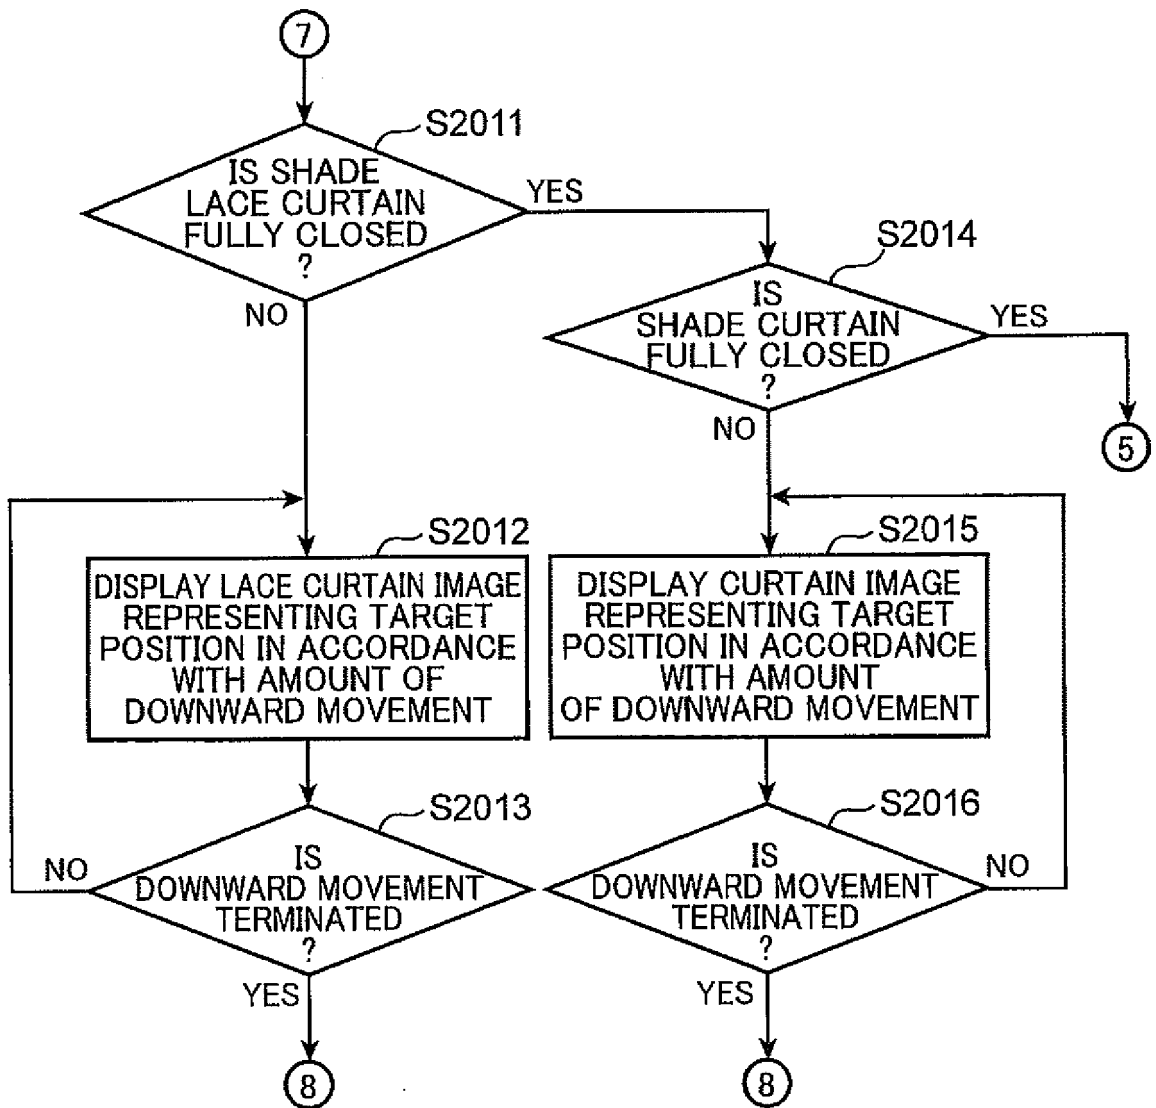 7
S2011
IS SHADE
LACE CURTAIN
FULLY CLOSED
?
YES
NO
S2014
IS
SHADE CURTAIN
FULLY CLOSED
?
YES
NO
5
S2012
DISPLAY LACE CURTAIN IMAGE
REPRESENTING TARGET
POSITION IN ACCORDANCE
WITH AMOUNT OF
DOWNWARD MOVEMENT
S2015
DISPLAY CURTAIN IMAGE
REPRESENTING TARGET
POSITION IN ACCORDANCE
WITH AMOUNT
OF DOWNWARD MOVEMENT
S2013
IS
DOWNWARD MOVEMENT
TERMINATED
?
NO
YES
8
S2016
IS
DOWNWARD MOVEMENT
TERMINATED
?
NO
YES
8